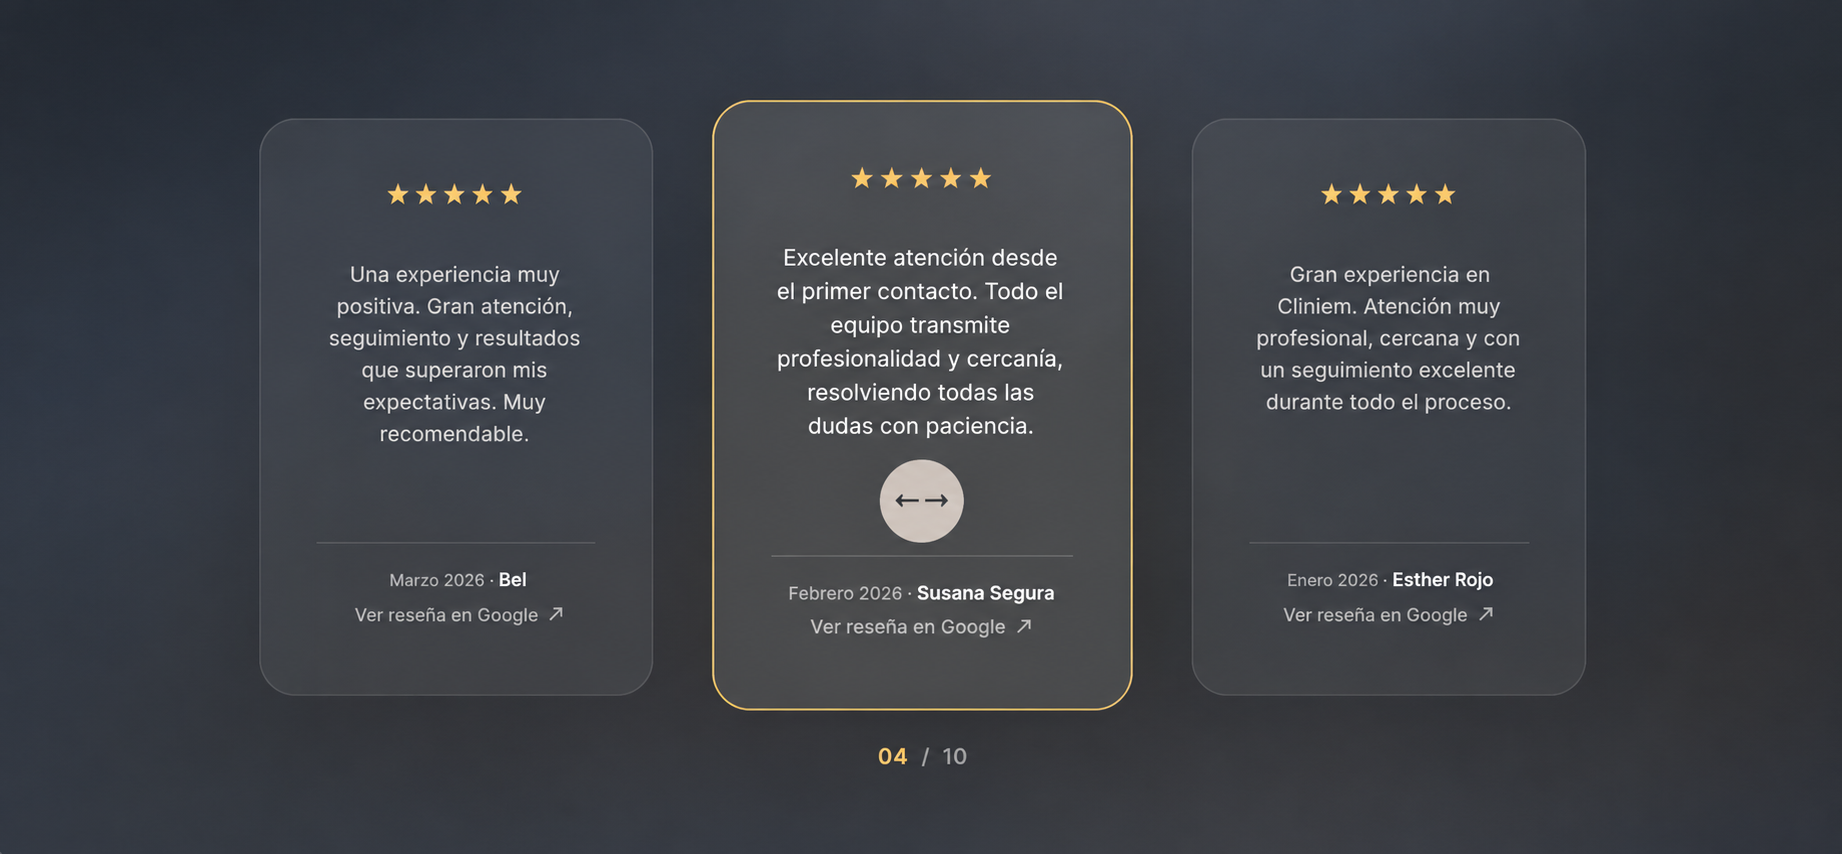 ★★★★★
Una experiencia muy
positiva. Gran atención,
seguimiento y resultados
que superaron mis
expectativas. Muy
recomendable.
Marzo 2026 · Bel
Ver reseña en Google ↗
★★★★★
Excelente atención desde
el primer contacto. Todo el
equipo transmite
profesionalidad y cercanía,
resolviendo todas las
dudas con paciencia.
←→
Febrero 2026 · Susana Segura
Ver reseña en Google ↗
★★★★★
Gran experiencia en
Cliniem. Atención muy
profesional, cercana y con
un seguimiento excelente
durante todo el proceso.
Enero 2026 · Esther Rojo
Ver reseña en Google ↗
04 / 10